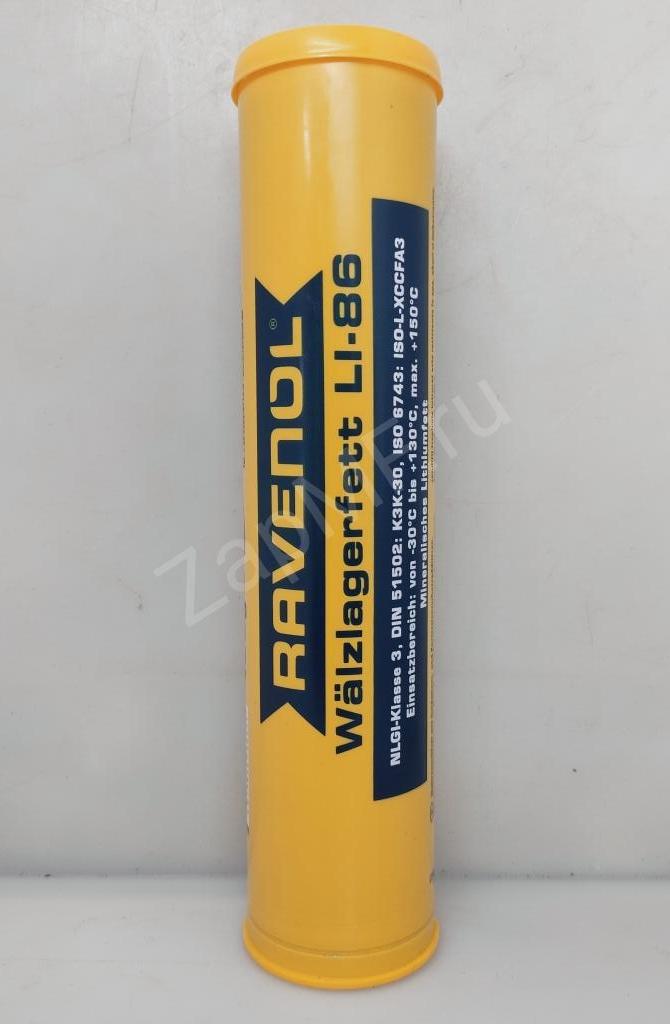 RAVENOL®
Wälzlagerfett LI-86
NLGI-Klasse 3, DIN 51502: K3K-30, ISO 6743: ISO-L-XCCFA3
Einsatzbereich: von -30°C bis +130°C, max. +150°C
Mineralisches Lithiumfett
ZapMF.ru